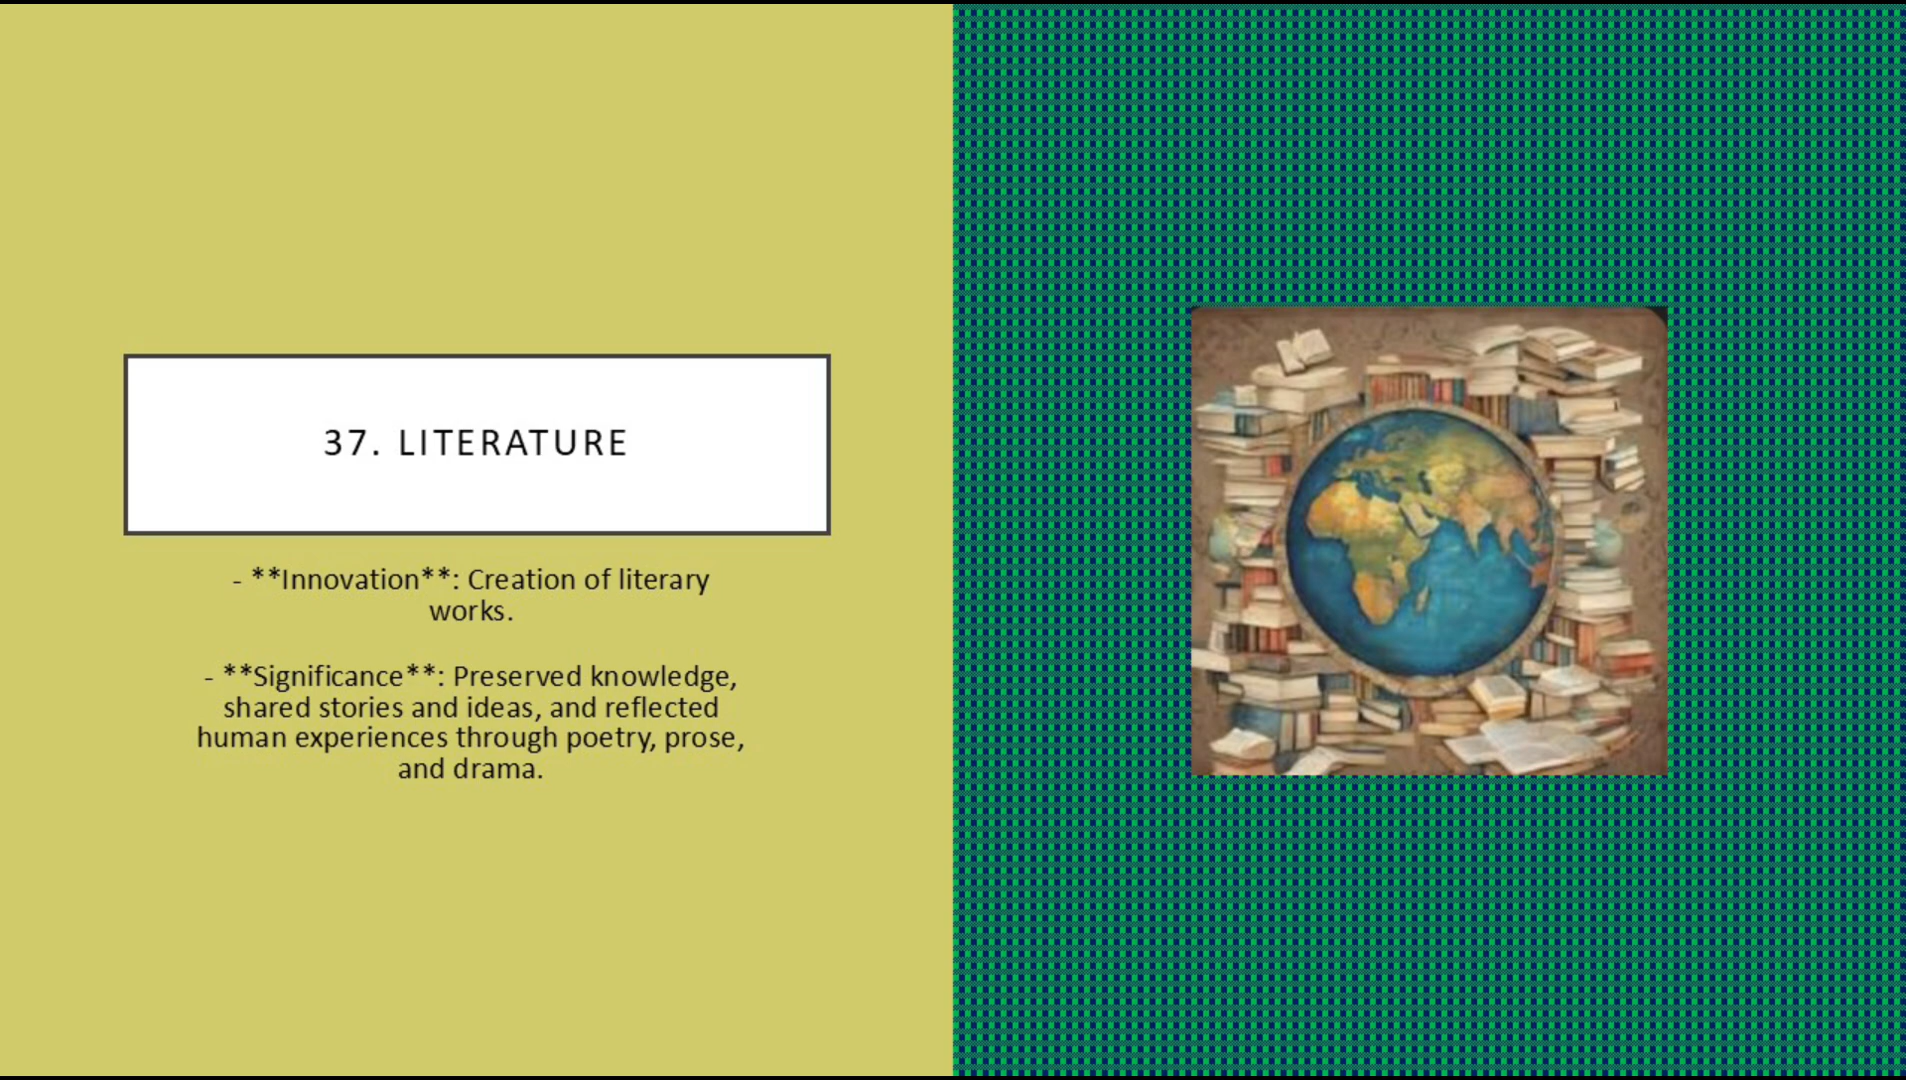 37. LITERATURE
- **Innovation**: Creation of literary
works.
- **Significance**: Preserved knowledge,
shared stories and ideas, and reflected
human experiences through poetry, prose,
and drama.